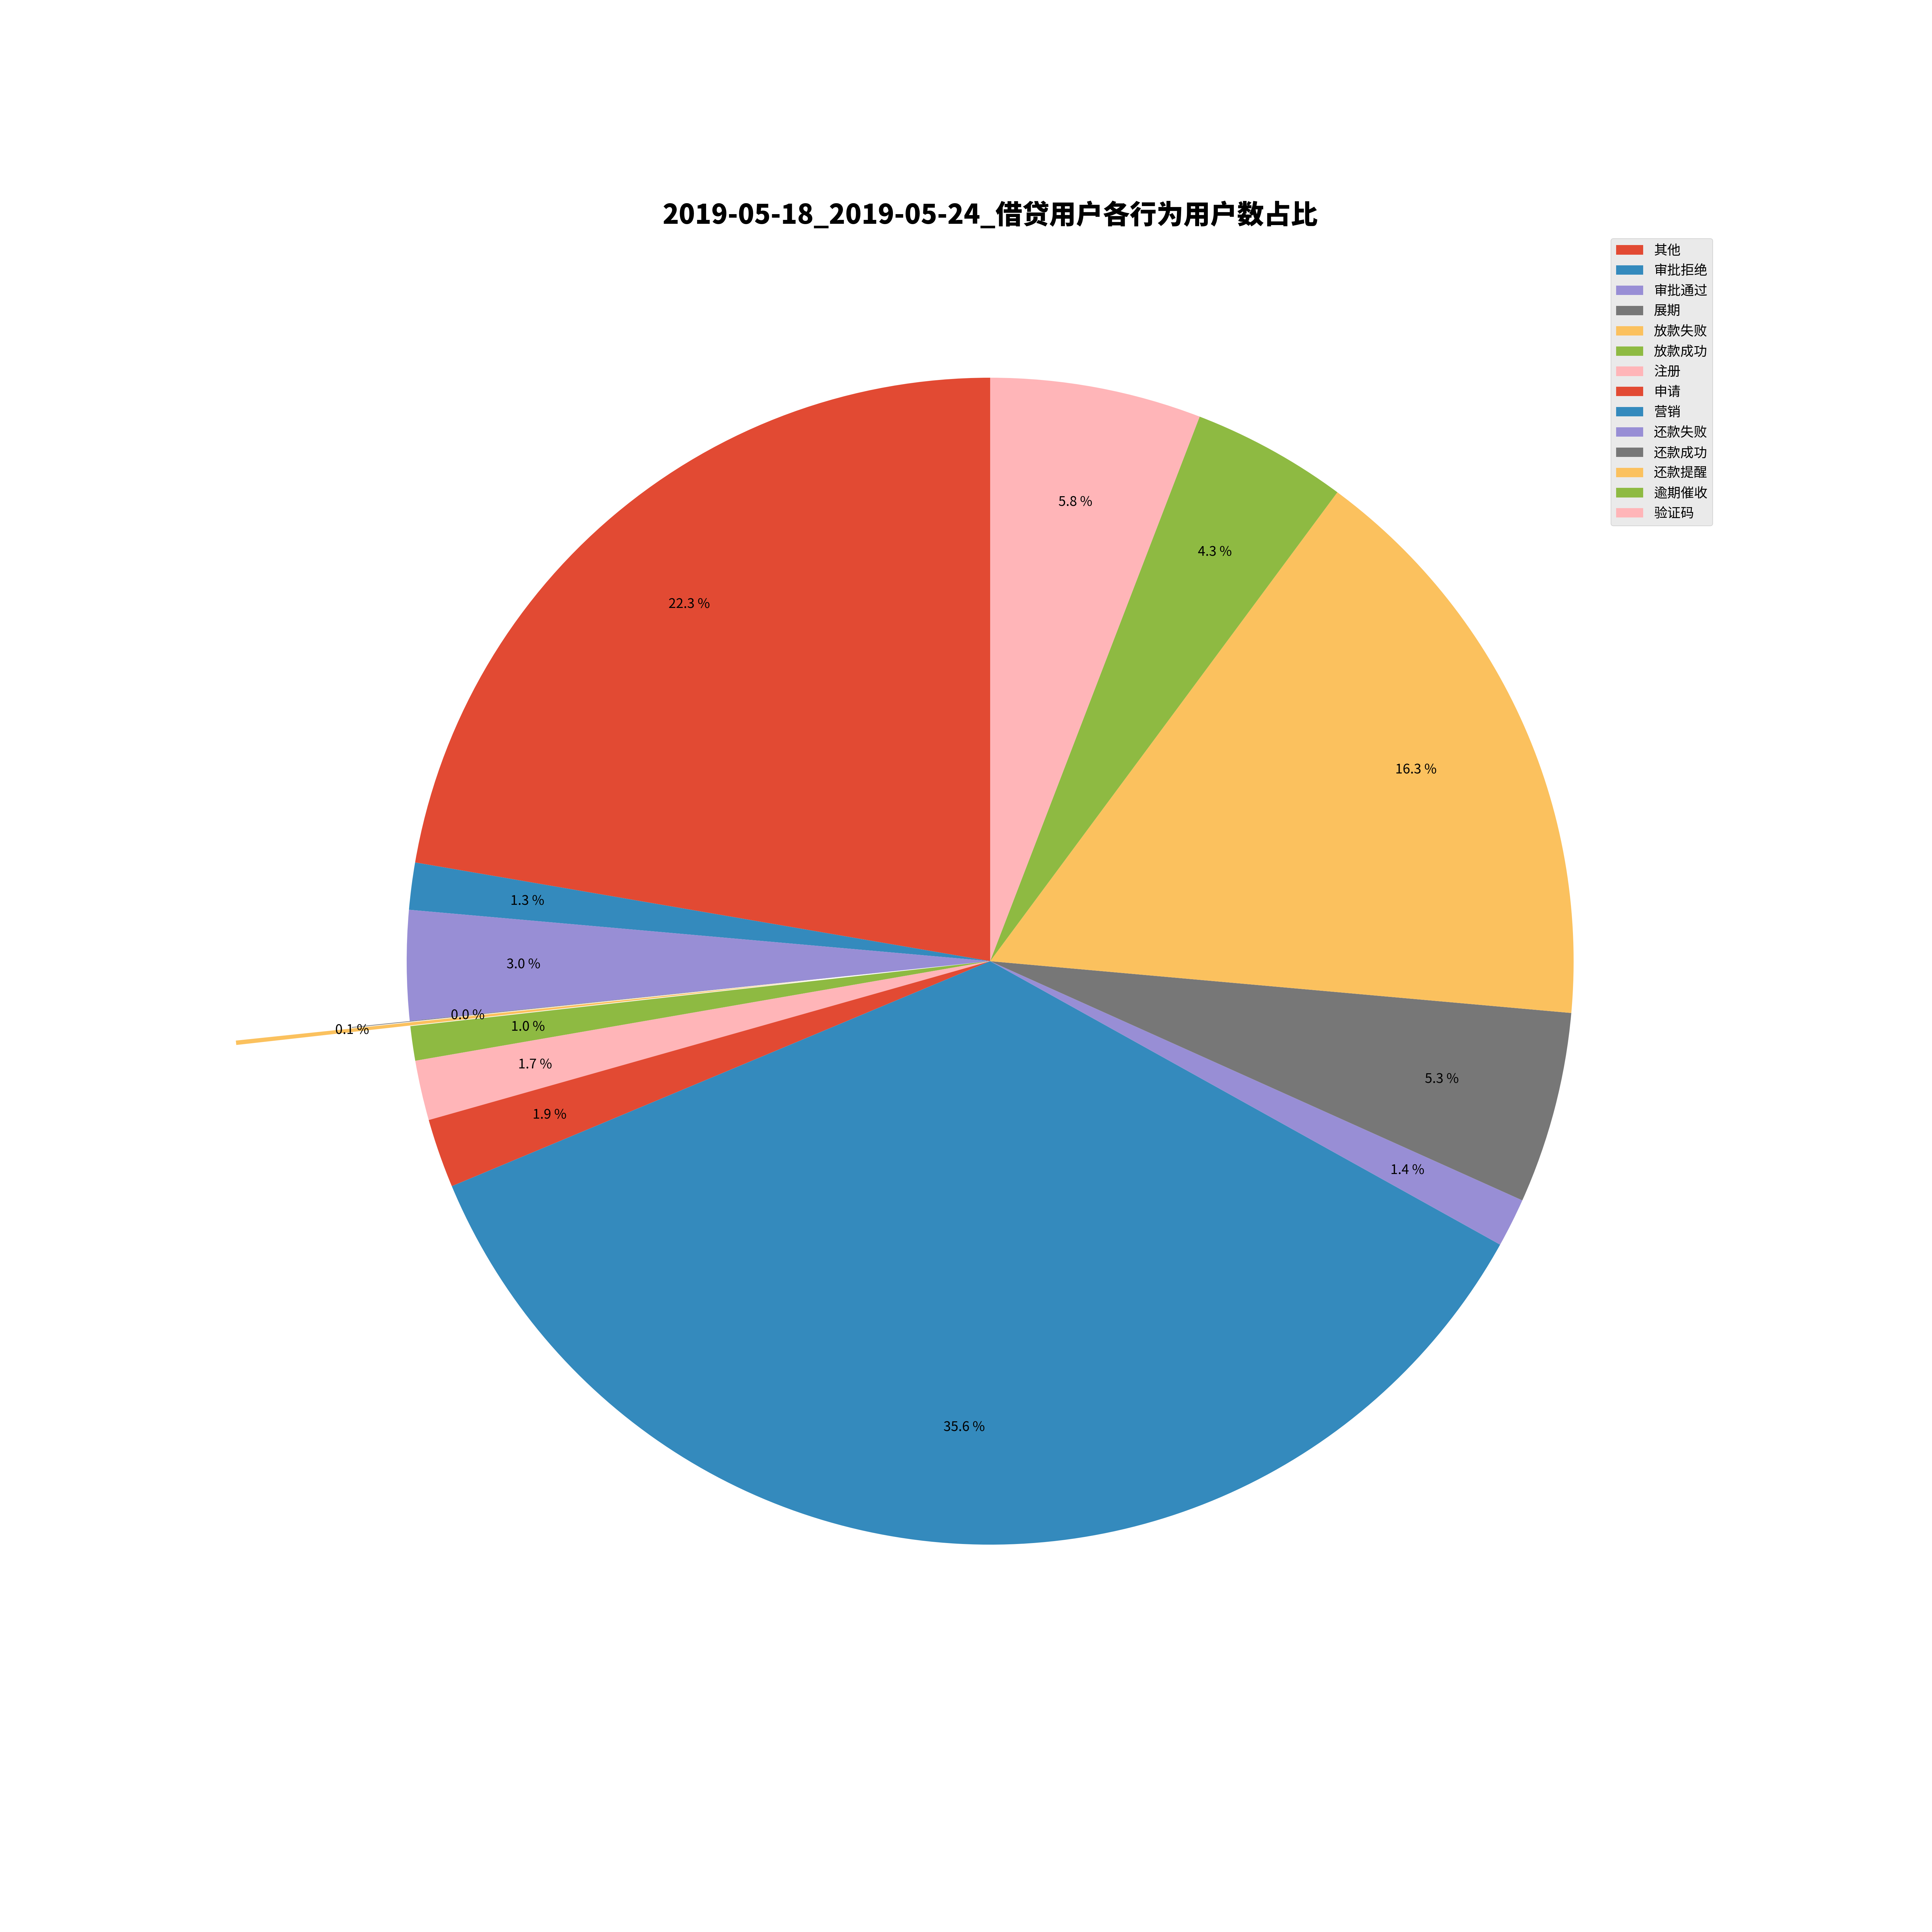 2019-05-18_2019-05-24_借贷用户各行为用户数占比
其他
审批拒绝
审批通过
展期
放款失败
放款成功
注册
申请
营销
还款失败
还款成功
还款提醒
逾期催收
验证码
5.8 %
4.3 %
22.3 %
16.3 %
1.3 %
3.0 %
0.0 %
0.1 %
1.0 %
1.7 %
5.3 %
1.9 %
1.4 %
35.6 %